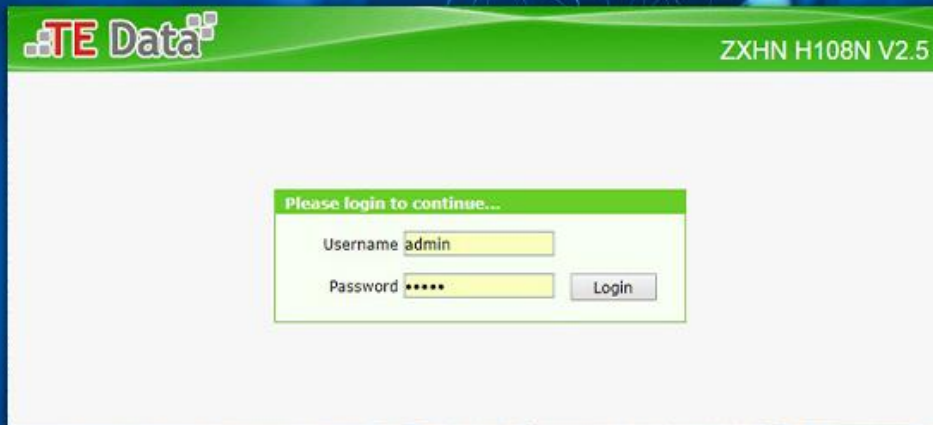 TE Data
ZXHN H108N V2.5
Please login to continue...
Username admin
Password •••••
Login